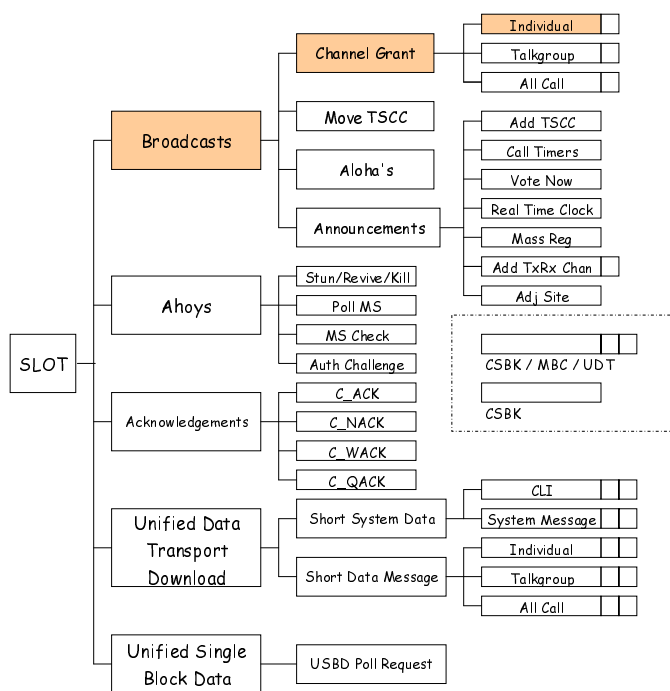 SLOT
Broadcasts
Channel Grant
Individual
Talkgroup
All Call
Move TSCC
Aloha's
Announcements
Add TSCC
Call Timers
Vote Now
Real Time Clock
Mass Reg
Add TxRx Chan
Adj Site
Ahoys
Stun/Revive/Kill
Poll MS
MS Check
Auth Challenge
Acknowledgements
C_ACK
C_NACK
C_WACK
C_QACK
Unified Data
Transport
Download
Short System Data
CLI
System Message
Short Data Message
Individual
Talkgroup
All Call
Unified Single
Block Data
USBD Poll Request
CSBK / MBC / UDT
CSBK